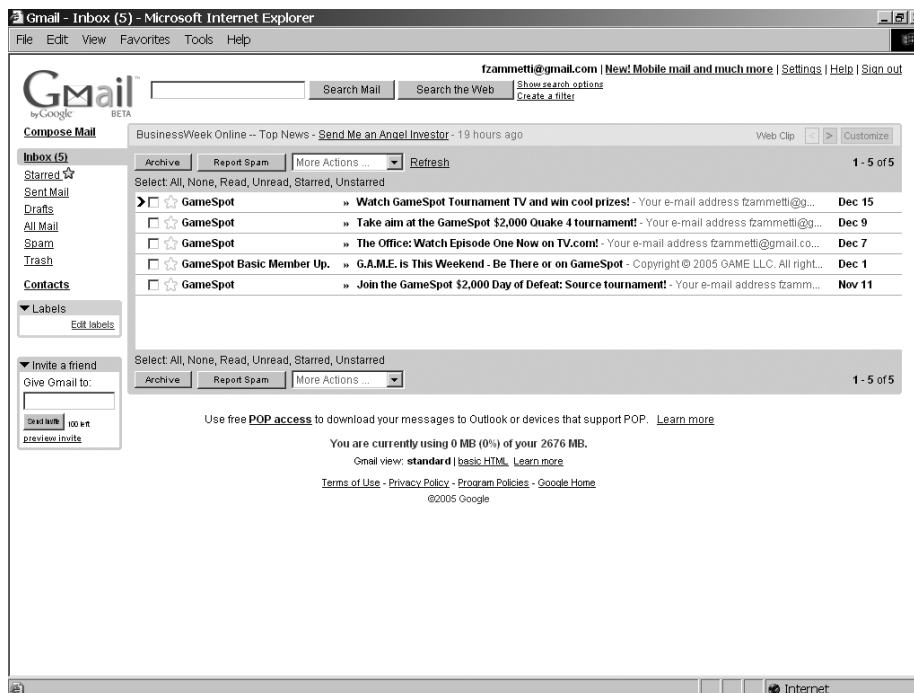 Gmail - Inbox (5) - Microsoft Internet Explorer
File Edit View Favorites Tools Help
fzammetti@gmail.com | New! Mobile mail and much more | Settings | Help | Sign out
Gmail™
by Google BETA
Search Mail Search the Web Show search options
Create a filter
Compose Mail
Inbox (5)
Starred
Sent Mail
Drafts
All Mail
Spam
Trash
Contacts
Labels
Edit labels
Invite a friend
Give Gmail to:
Send Invite 100 left
preview invite
BusinessWeek Online -- Top News - Send Me an Angel Investor - 19 hours ago Web Clip < > Customize
Archive Report Spam More Actions ... Refresh 1 - 5 of 5
Select: All, None, Read, Unread, Starred, Unstarred
GameSpot » Watch GameSpot Tournament TV and win cool prizes! - Your e-mail address fzammetti@g... Dec 15
GameSpot » Take aim at the GameSpot $2,000 Quake 4 tournament! - Your e-mail address fzammetti@g... Dec 9
GameSpot » The Office: Watch Episode One Now on TV.com! - Your e-mail address fzammetti@gmail.co... Dec 7
GameSpot Basic Member Up. » G.A.M.E. is This Weekend - Be There or on GameSpot - Copyright © 2005 GAME LLC. All right... Dec 1
GameSpot » Join the GameSpot $2,000 Day of Defeat: Source tournament! - Your e-mail address fzamm... Nov 11
Select: All, None, Read, Unread, Starred, Unstarred
Archive Report Spam More Actions ... 1 - 5 of 5
Use free POP access to download your messages to Outlook or devices that support POP. Learn more
You are currently using 0 MB (0%) of your 2676 MB.
Gmail view: standard | basic HTML Learn more
Terms of Use - Privacy Policy - Program Policies - Google Home
©2005 Google
Internet